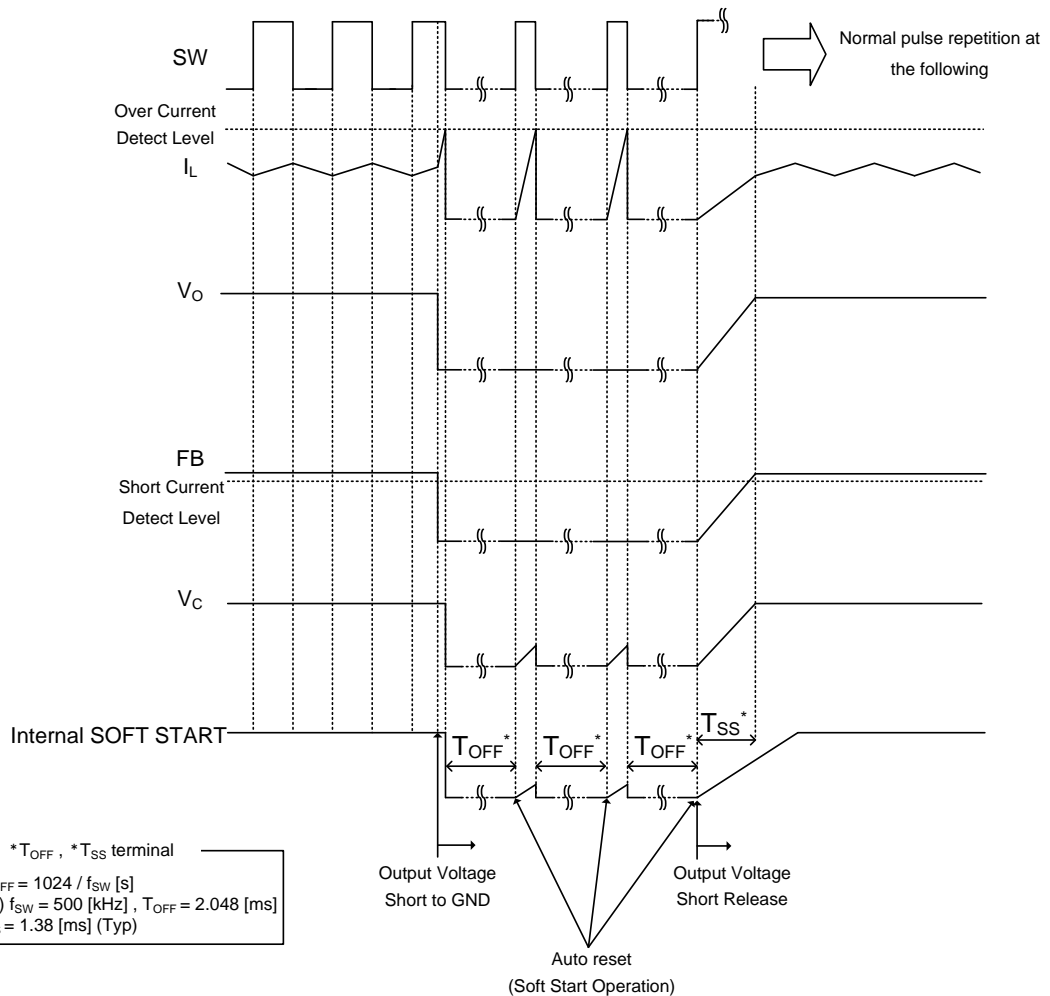 SW
Normal pulse repetition at
the following
Over Current
Detect Level
IL
VO
FB
Short Current
Detect Level
VC
Internal SOFT START
TOFF* TOFF* TOFF* TSS*
*TOFF , *TSS terminal
OFF = 1024 / fSW [s]
) fSW = 500 [kHz] , TOFF = 2.048 [ms]
= 1.38 [ms] (Typ)
Output Voltage
Short to GND
Output Voltage
Short Release
Auto reset
(Soft Start Operation)